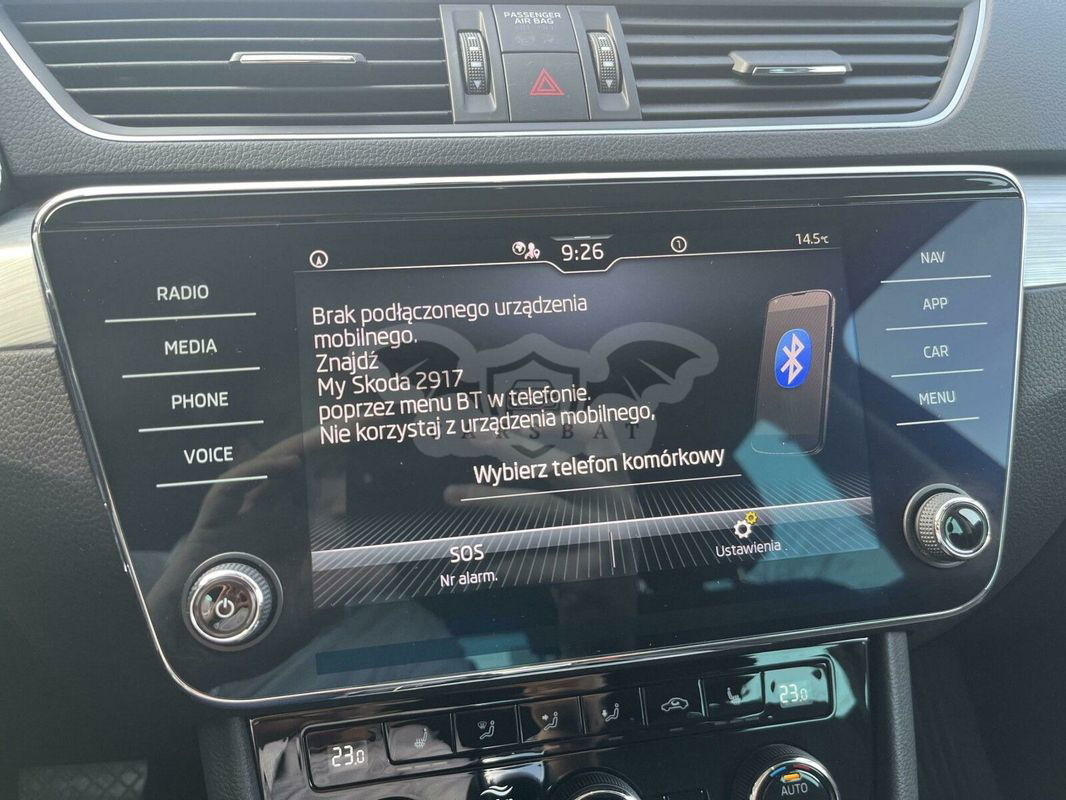 PASSENGER
AIR BAG
9:26
1
14.5°C
RADIO
MEDIA
PHONE
VOICE
Brak podłączonego urządzenia
mobilnego.
Znajdź
My Skoda 2917
poprzez menu BT w telefonie.
Nie korzystaj z urządzenia mobilnego,
CARSBAT
Wybierz telefon komórkowy
SOS
Nr alarm.
Ustawienia
NAV
APP
CAR
MENU
23.0
23.0
AUTO